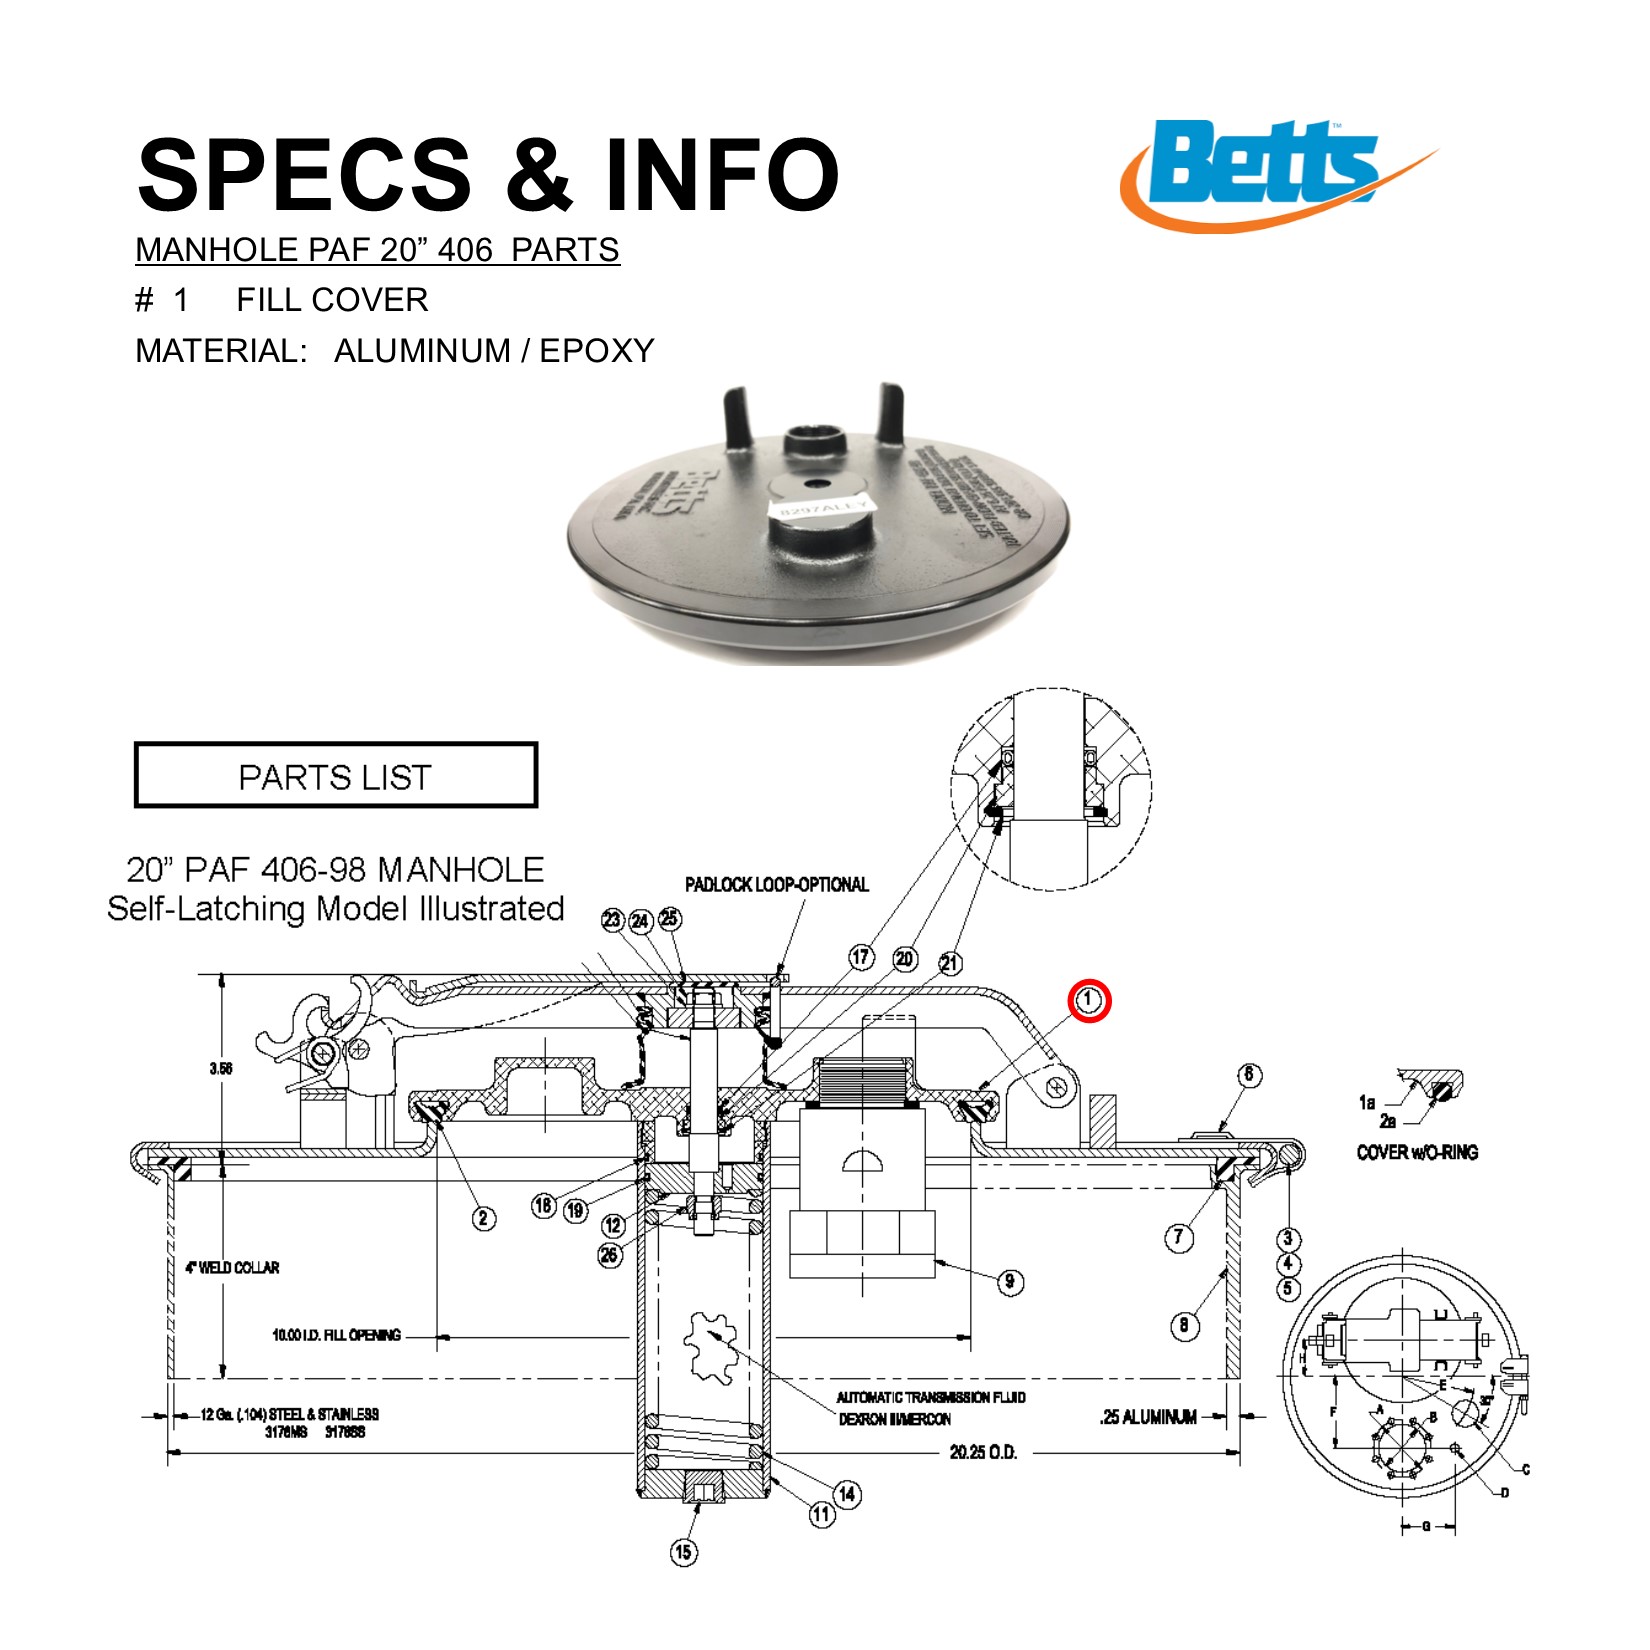 SPECS & INFO
Betts™
MANHOLE PAF 20” 406 PARTS
# 1 FILL COVER
MATERIAL: ALUMINUM / EPOXY
Betts
8297ALEY
PARTS LIST
20” PAF 406-98 MANHOLE
Self-Latching Model Illustrated
PADLOCK LOOP-OPTIONAL
23 24 25
17 20 21
1
3.56
6
1a
2a
COVER w/O-RING
18 19 12 26
2
7
3
4
5
9
8
4" WELD COLLAR
10.00 I.D. FILL OPENING
AUTOMATIC TRANSMISSION FLUID
DEXRON III/MERCON
12 Ga. (.104) STEEL & STAINLESS
3176MS 3176SS
.25 ALUMINUM
20.25 O.D.
H
E
30°
F
A
B
C
D
G
14
11
15